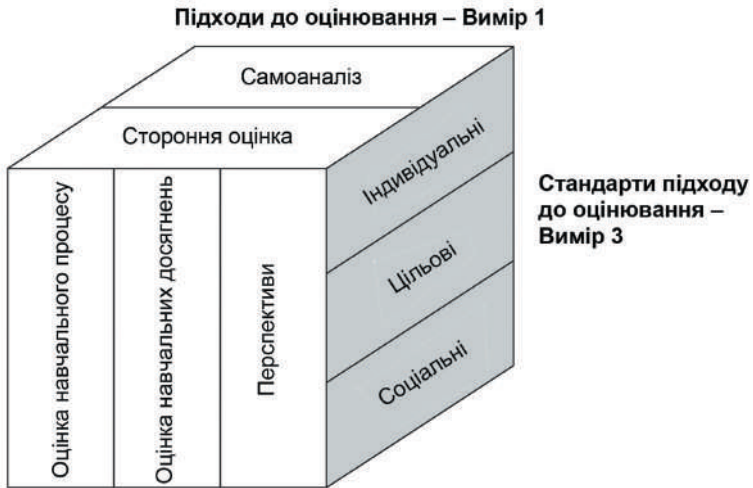 Підходи до оцінювання – Вимір 1
Самоаналіз
Стороння оцінка
Оцінка навчального процесу
Оцінка навчальних досягнень
Перспективи
Індивідуальні
Цільові
Соціальні
Стандарти підходу
до оцінювання –
Вимір 3